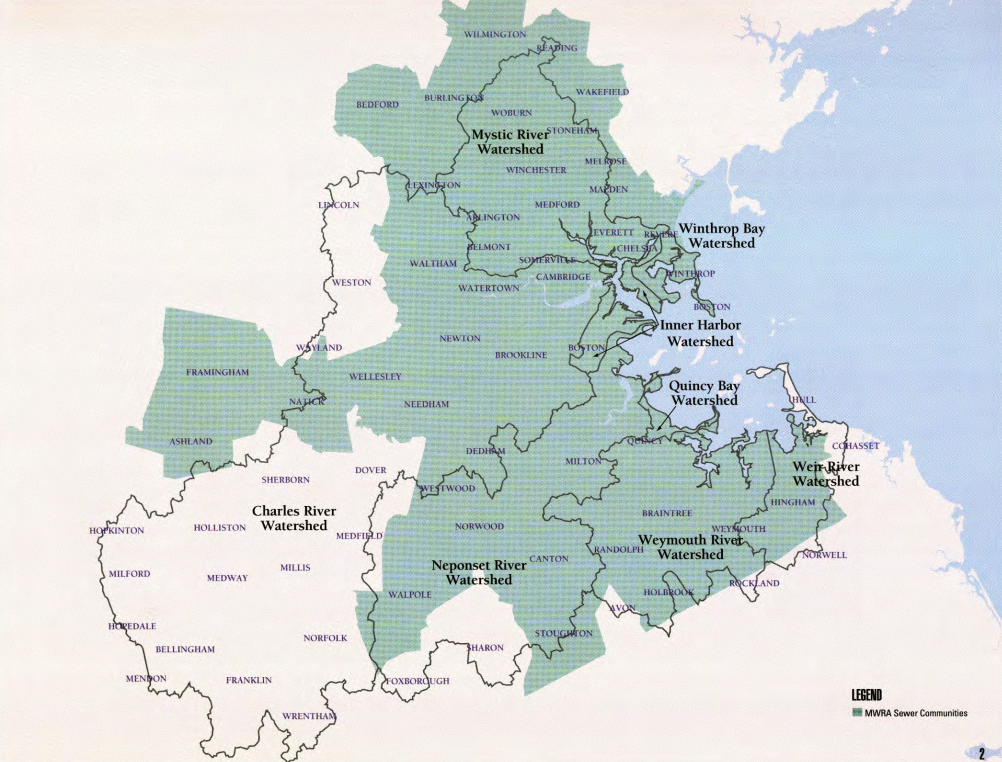 WILMINGTON
READING
WAKEFIELD
BURLINGTON
BEDFORD
WOBURN
STONEHAM
Mystic River
Watershed
MELROSE
WINCHESTER
LEXINGTON
MALDEN
LINCOLN
MEDFORD
ARLINGTON
EVERETT
REVERE
Winthrop Bay
Watershed
BELMONT
CHELSEA
WALTHAM
SOMERVILLE
WINTHROP
CAMBRIDGE
WESTON
WATERTOWN
BOSTON
Inner Harbor
Watershed
NEWTON
WAYLAND
BOSTON
BROOKLINE
FRAMINGHAM
WELLESLEY
Quincy Bay
Watershed
NATICK
NEEDHAM
HULL
ASHLAND
QUINCY
COHASSET
DEDHAM
MILTON
DOVER
Weir River
Watershed
SHERBORN
WESTWOOD
HINGHAM
Charles River
Watershed
BRAINTREE
HOPKINTON
HOLLISTON
NORWOOD
WEYMOUTH
MEDFIELD
Weymouth River
Watershed
RANDOLPH
NORWELL
CANTON
Neponset River
Watershed
MILFORD
MEDWAY
MILLIS
ROCKLAND
WALPOLE
HOLBROOK
AVON
HOPEDALE
NORFOLK
STOUGHTON
BELLINGHAM
SHARON
MENDON
FRANKLIN
FOXBOROUGH
WRENTHAM
LEGEND
MWRA Sewer Communities
2